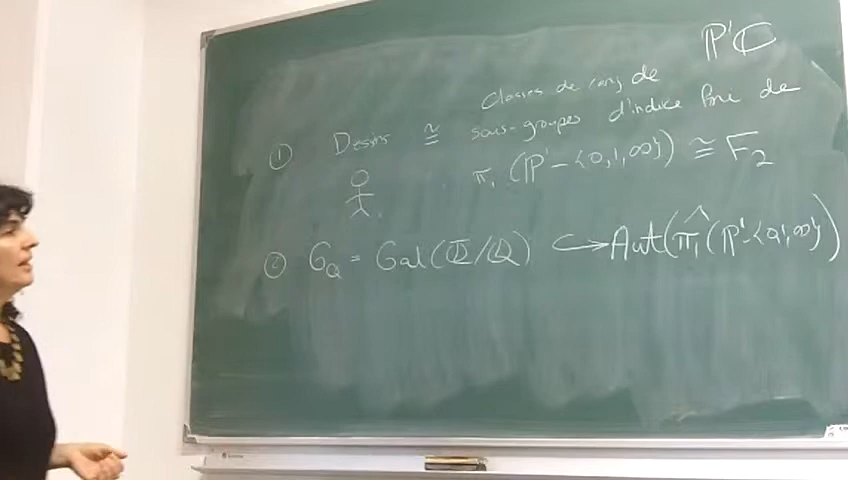 P¹ℂ
Classes de conj de
① Dessins ≅ sous-groupes d'indice fini de
π₁(P¹-{0,1,∞}) ≅ F₂
② G_Q = Gal(Q̄/Q) ↪ Aut(π̂₁(P¹-{0,1,∞}))